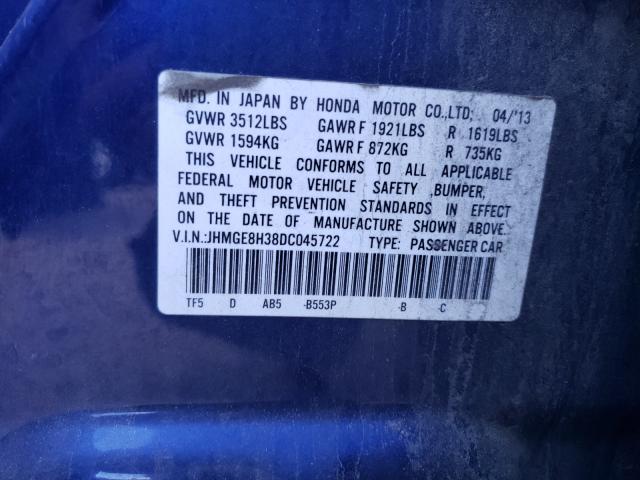 MFD. IN JAPAN BY HONDA MOTOR CO.,LTD; 04/'13
GVWR 3512LBS GAWR F 1921LBS R 1619LBS
GVWR 1594KG GAWR F 872KG R 735KG
THIS VEHICLE CONFORMS TO ALL APPLICABLE
FEDERAL MOTOR VEHICLE SAFETY ,BUMPER,
AND THEFT PREVENTION STANDARDS IN EFFECT
ON THE DATE OF MANUFACTURE SHOWN ABOVE.
V.I.N.:JHMGE8H38DC045722 TYPE: PASSENGER CAR
TF5 D AB5 -B553P -B -C